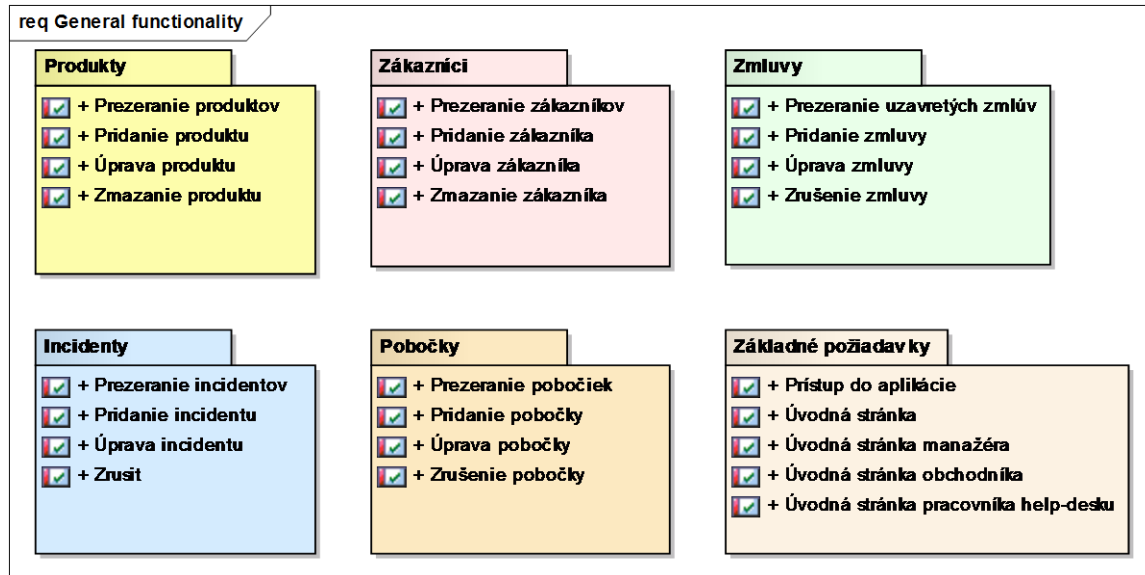 req General functionality
Produkty
+ Prezeranie produktov
+ Pridanie produktu
+ Úprava produktu
+ Zmazanie produktu
Zákazníci
+ Prezeranie zákazníkov
+ Pridanie zákazníka
+ Úprava zákazníka
+ Zmazanie zákazníka
Zmluvy
+ Prezeranie uzavretých zmlúv
+ Pridanie zmluvy
+ Úprava zmluvy
+ Zrušenie zmluvy
Incidenty
+ Prezeranie incidentov
+ Pridanie incidentu
+ Úprava incidentu
+ Zrusit
Pobočky
+ Prezeranie pobočiek
+ Pridanie pobočky
+ Úprava pobočky
+ Zrušenie pobočky
Základné požiadavky
+ Prístup do aplikácie
+ Úvodná stránka
+ Úvodná stránka manažéra
+ Úvodná stránka obchodníka
+ Úvodná stránka pracovníka help-desku